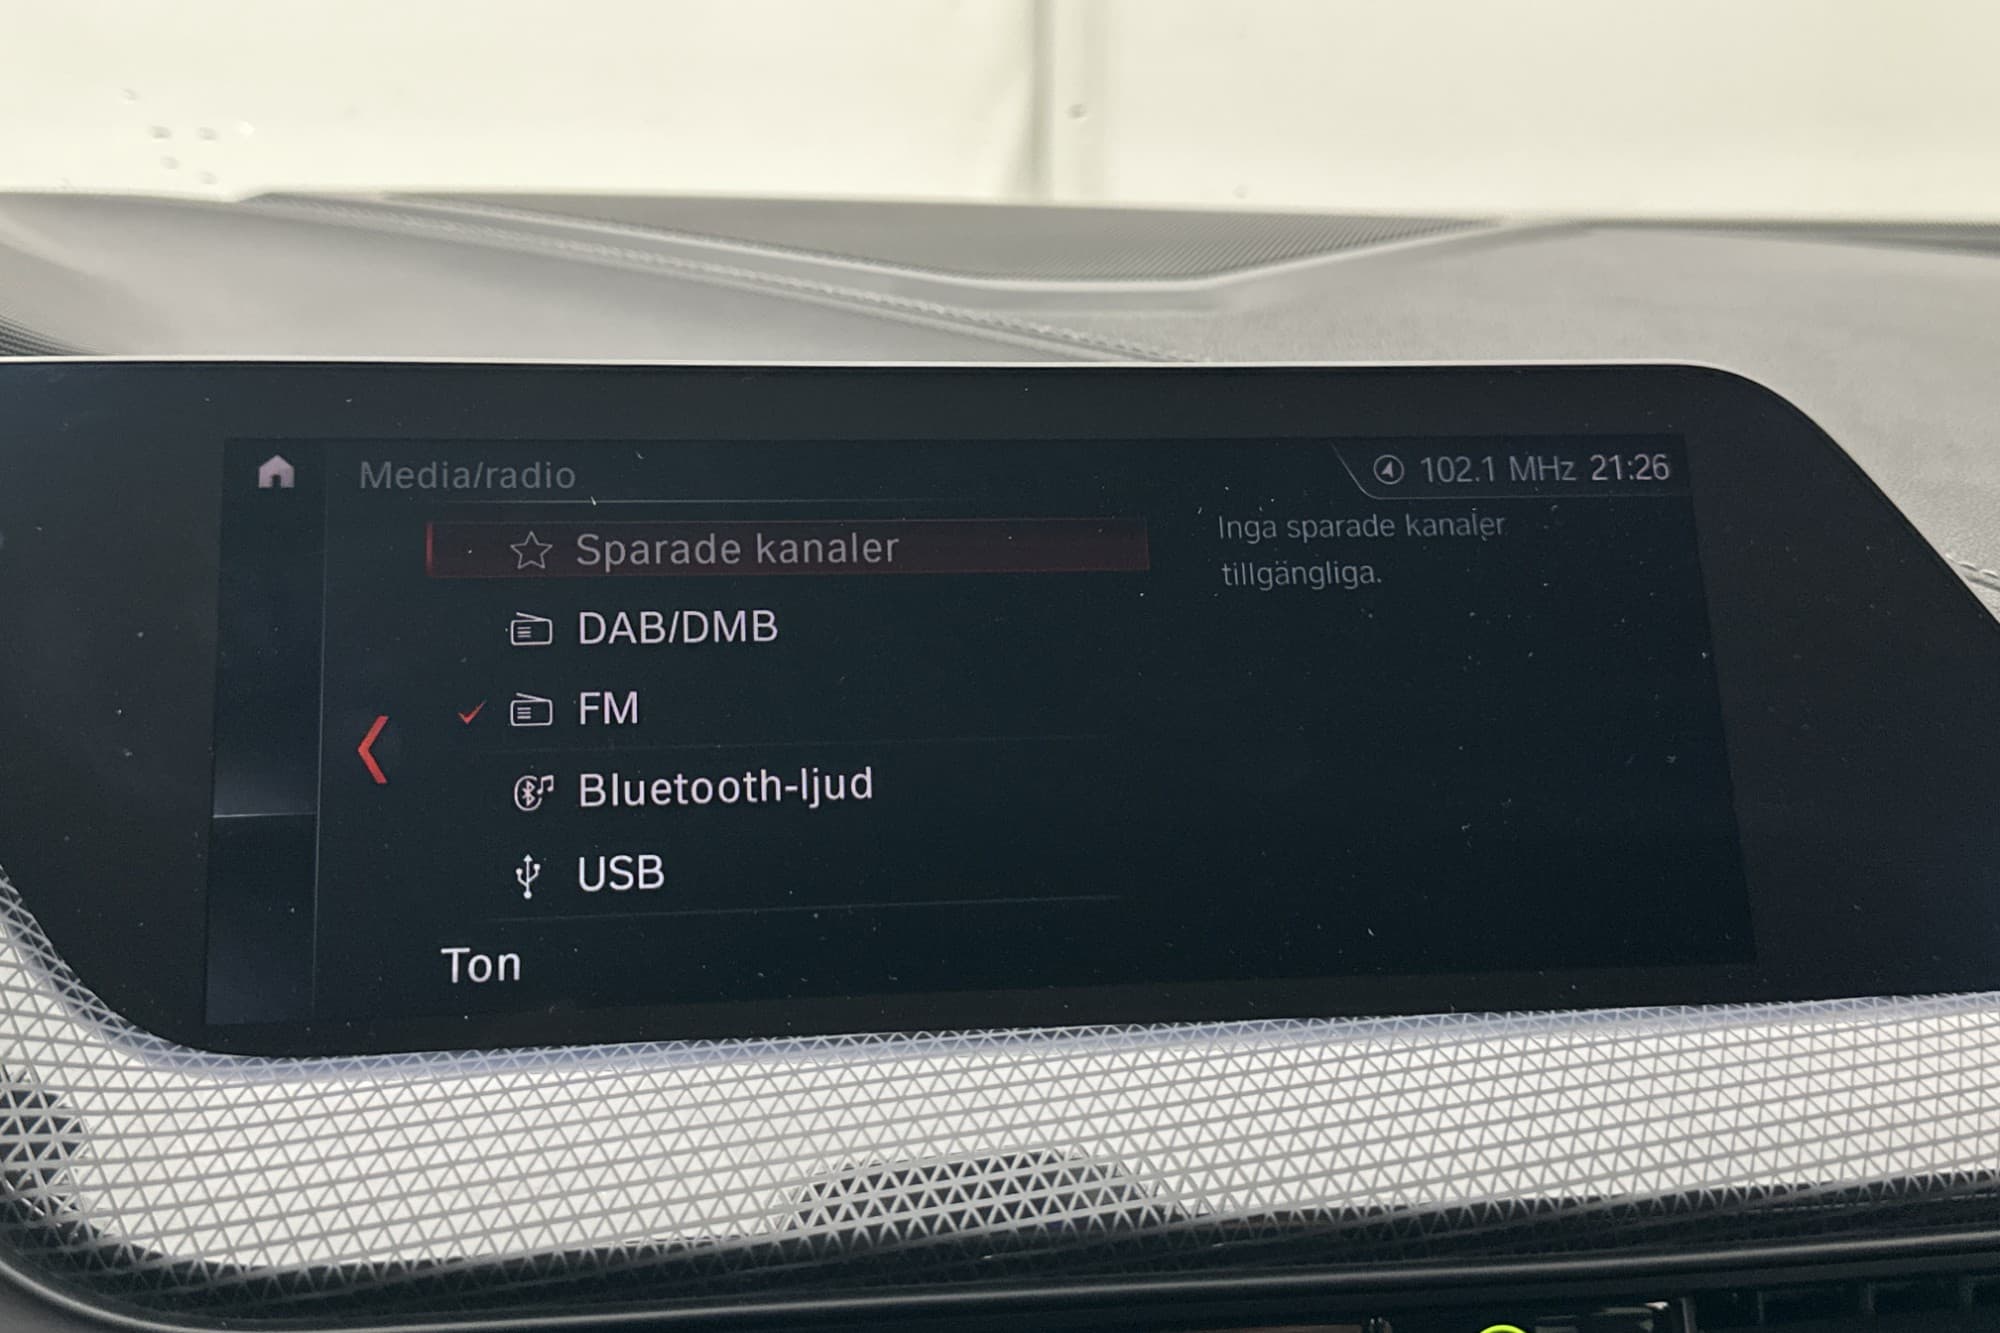 Media/radio
102.1 MHz 21:26
Sparade kanaler
Inga sparade kanaler
tillgängliga.
DAB/DMB
FM
Bluetooth-ljud
USB
Ton